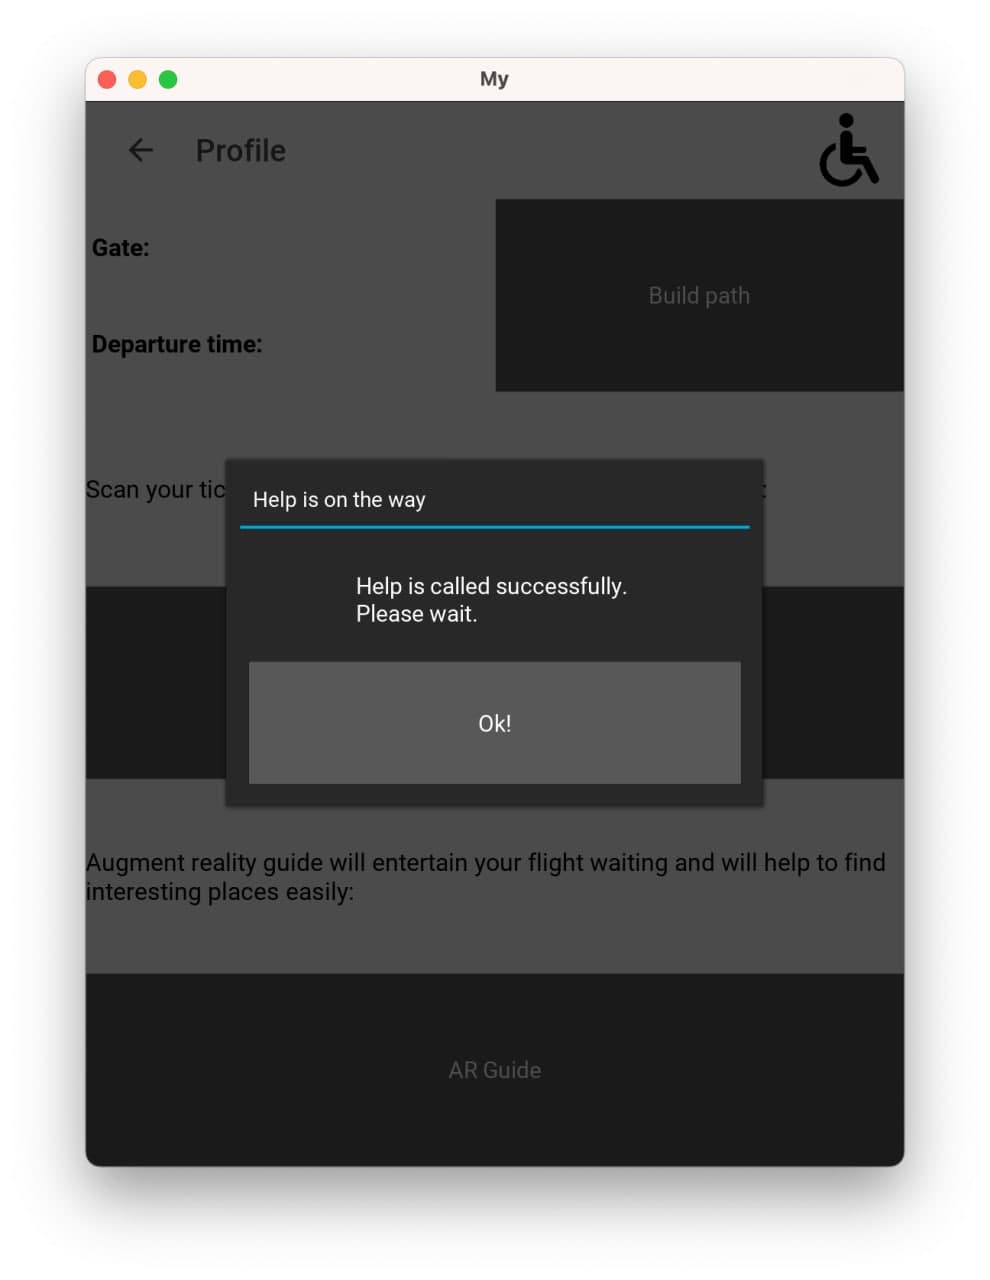 My
Profile
Gate:
Build path
Departure time:
Scan your
:
Help is on the way
Help is called successfully.
Please wait.
Ok!
Augment reality guide will entertain your flight waiting and will help to find
interesting places easily:
AR Guide